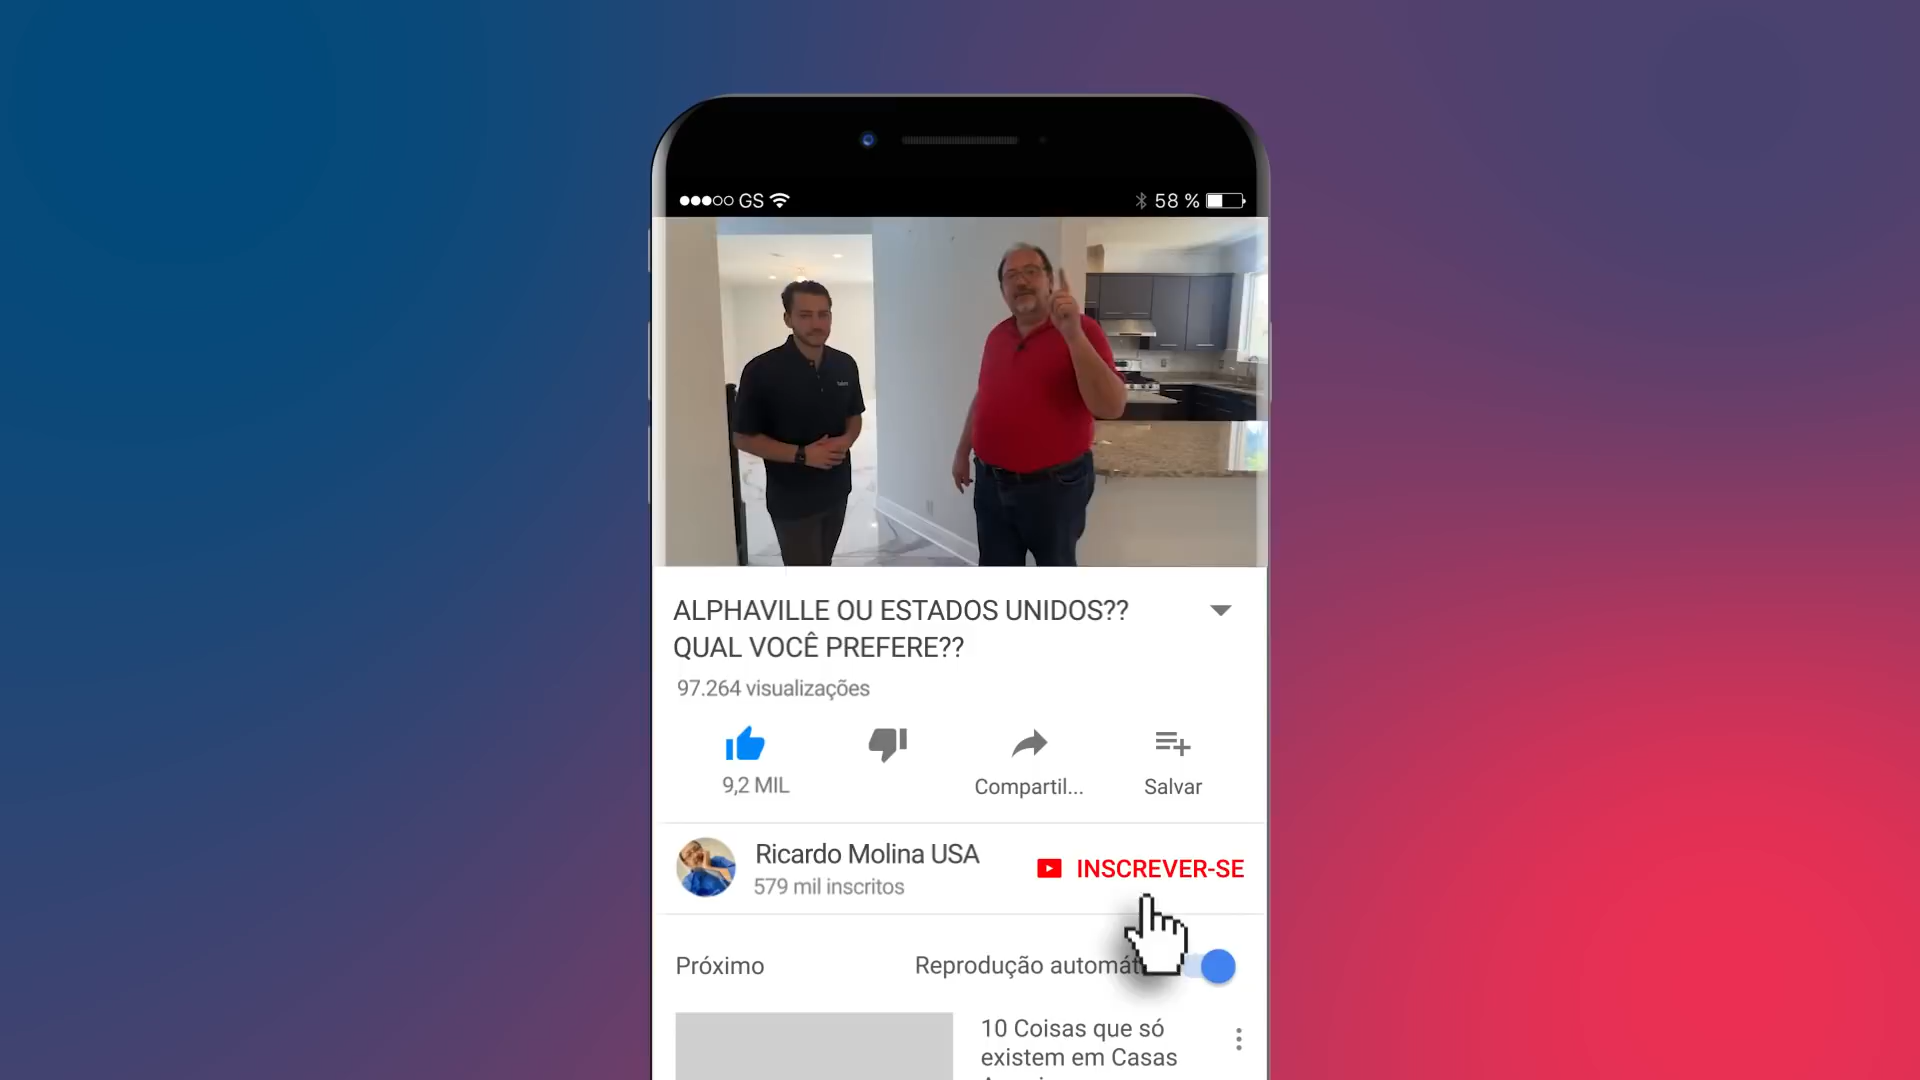 GS
58 %
ALPHAVILLE OU ESTADOS UNIDOS??
QUAL VOCÊ PREFERE??
97.264 visualizações
9,2 MIL
Compartil...
Salvar
Ricardo Molina USA
INSCREVER-SE
579 mil inscritos
Próximo
Reprodução
10 Coisas que só
existem em Casas